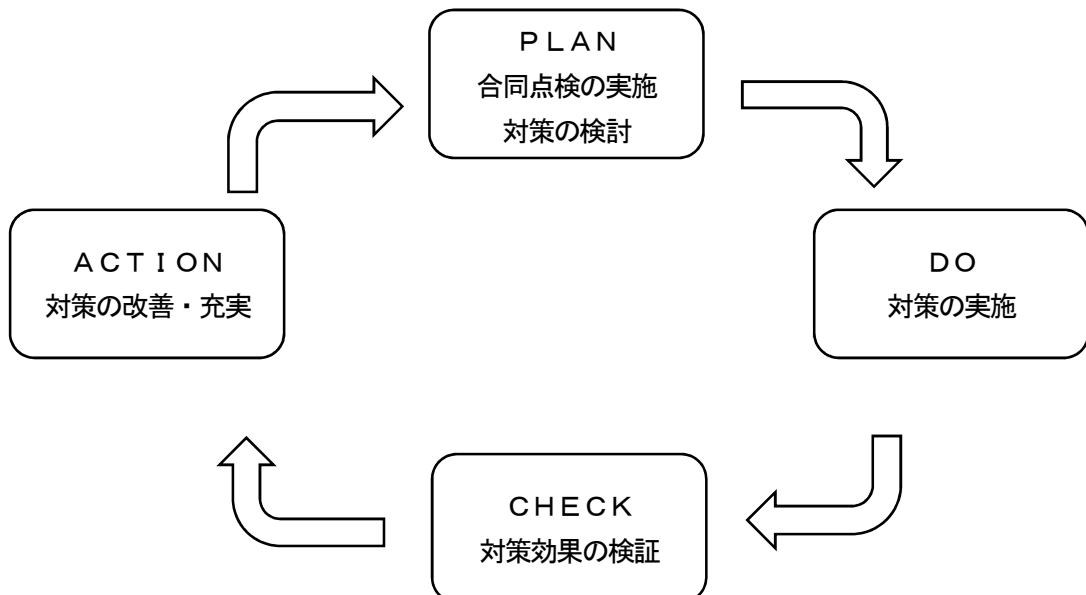 ＰＬＡＮ
合同点検の実施
対策の検討
ＡＣＴＩＯＮ
対策の改善・充実
ＤＯ
対策の実施
ＣＨＥＣＫ
対策効果の検証